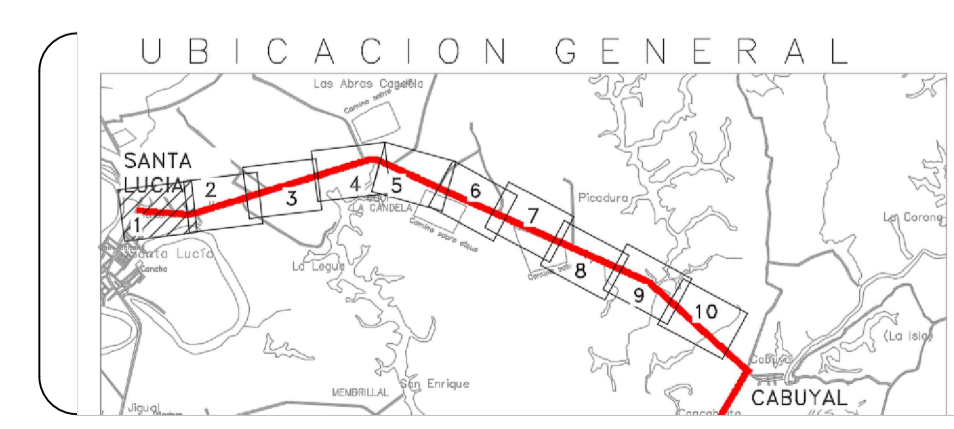 UBICACION GENERAL
Las Abras Candela
Camino sobre
SANTA
LUCIA
1
2
3
4
5
6
7
8
9
10
Picadura
LA CANDELA
Camino sobre dique
La Corona
Santa Lucia
Cancha
La Legua
(La Isla)
Cabuyal
San Enrique
MEMBRILLAL
CABUYAL
Jigual